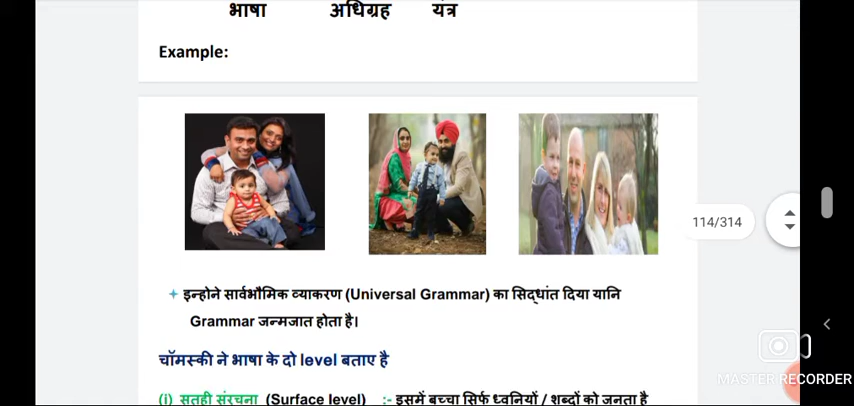 भाषा अधिग्रह यंत्र
Example:
114/314
इन्होने सार्वभौमिक व्याकरण (Universal Grammar) का सिद्धांत दिया यानि
Grammar जन्मजात होता है।
चॉमस्की ने भाषा के दो level बताए है
(i) सतही संरचना (Surface level) :- इसमें बच्चा सिर्फ ध्वनियों / शब्दों को जनता है
MASTER RECORDER